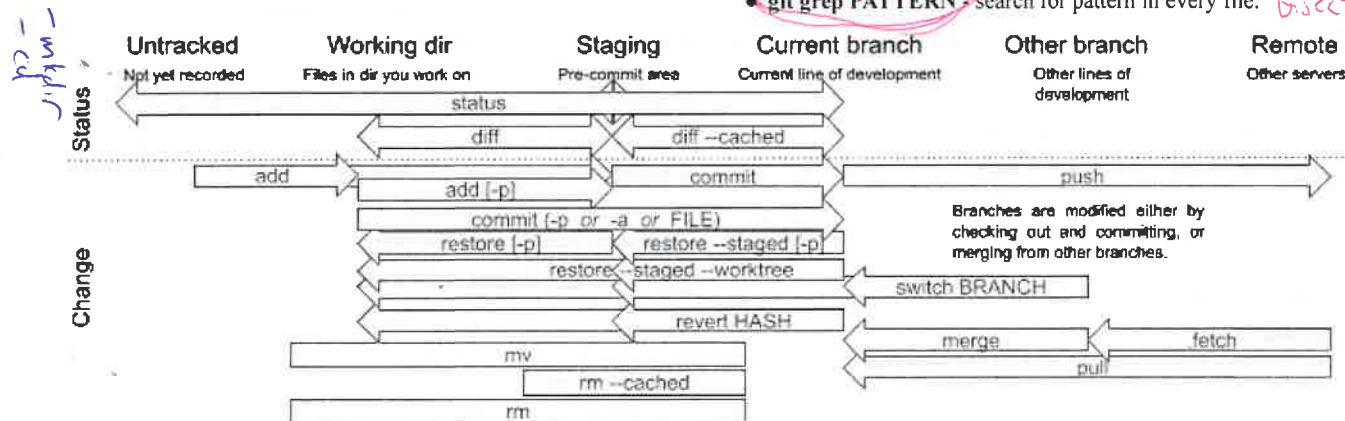 • git grep PATTERN - search for pattern in every file.
- mkdir
- cd
Untracked Working dir Staging Current branch Other branch Remote
Not yet recorded Files in dir you work on Pre-commit area Current line of development Other lines of Other servers
development
Status
status
diff diff --cached
add commit push
add [-p]
commit (-p or -a or FILE)
Branches are modified either by
checking out and committing, or
merging from other branches.
Change
restore [-p] restore --staged [-p]
restore --staged --worktree
switch BRANCH
revert HASH
merge fetch
mv
pull
rm --cached
rm